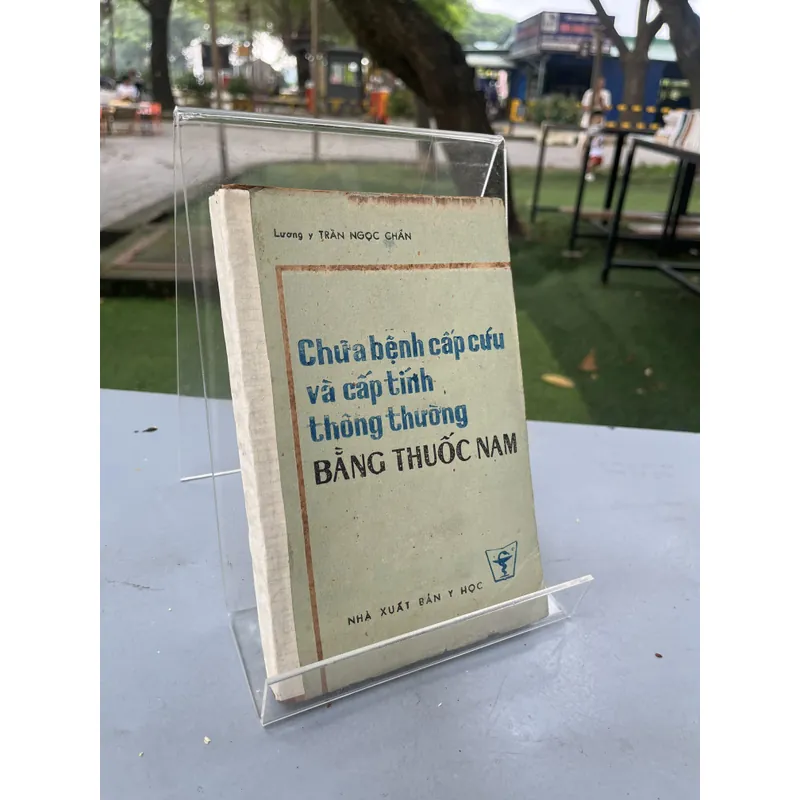 Lương y TRẦN NGỌC CHẤN
Chữa bệnh cấp cứu
và cấp tính
thông thường
BẰNG THUỐC NAM
NHÀ XUẤT BẢN Y HỌC